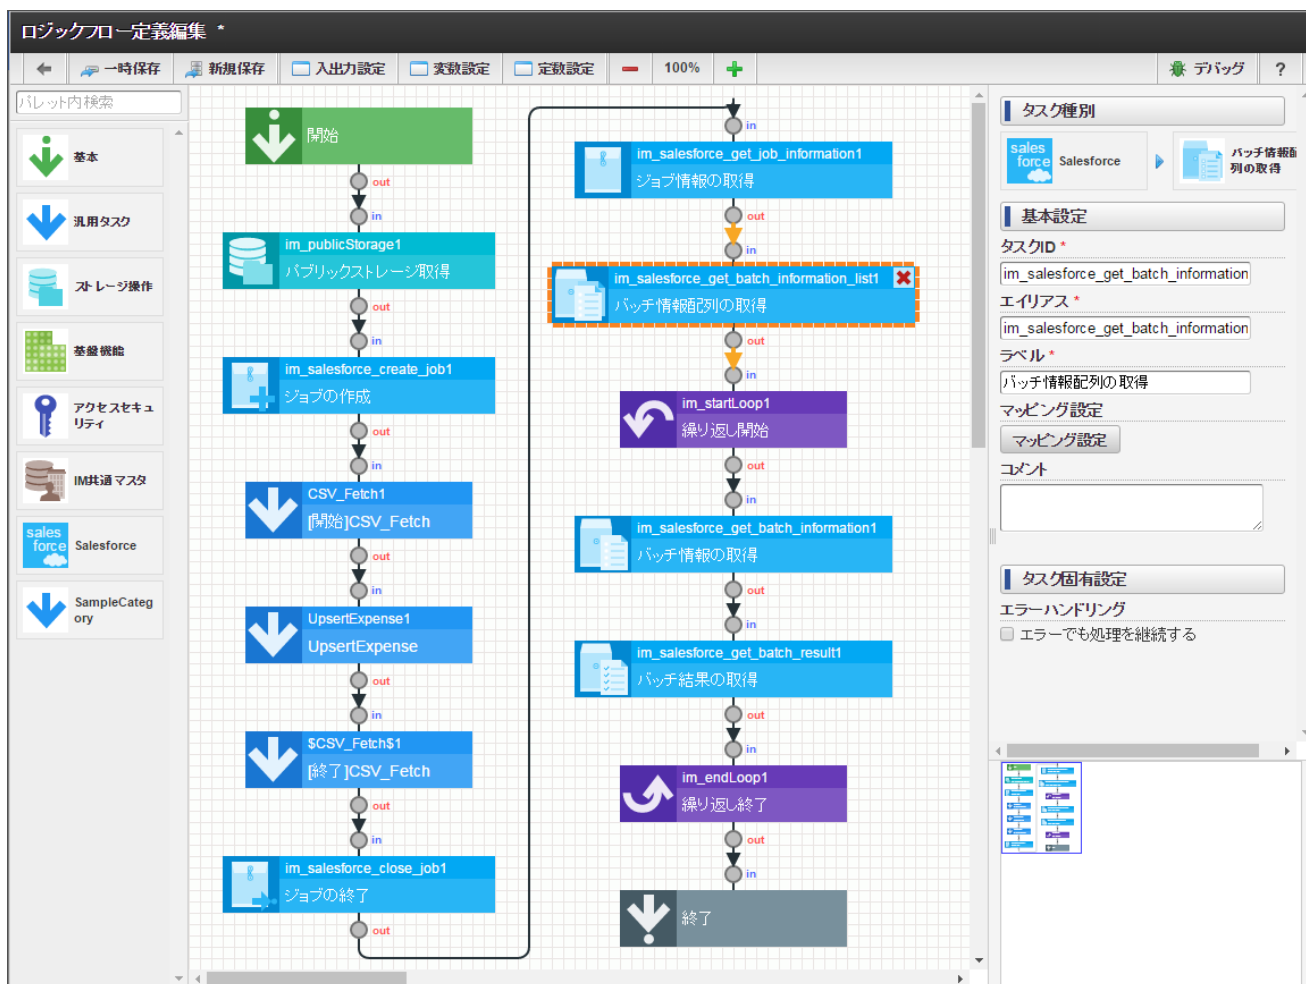 ロジックフロー定義編集 *
一時保存
新規保存
入出力設定
変数設定
定数設定
100%
デバッグ
?
パレット内検索
基本
汎用タスク
ストレージ操作
基盤機能
アクセスセキュ
リティ
IM共通マスタ
sales
force
Salesforce
SampleCateg
ory
開始
out
in
im_publicStorage1
パブリックストレージ取得
out
in
im_salesforce_create_job1
ジョブの作成
out
in
CSV_Fetch1
[開始]CSV_Fetch
out
in
UpsertExpense1
UpsertExpense
out
in
$CSV_Fetch$1
[終了]CSV_Fetch
out
in
im_salesforce_close_job1
ジョブの終了
out
in
im_salesforce_get_job_information1
ジョブ情報の取得
out
in
im_salesforce_get_batch_information_list1
バッチ情報配列の取得
out
in
im_startLoop1
繰り返し開始
out
in
im_salesforce_get_batch_information1
バッチ情報の取得
out
in
im_salesforce_get_batch_result1
バッチ結果の取得
out
in
im_endLoop1
繰り返し終了
out
in
終了
タスク種別
sales
force
Salesforce
バッチ情報配
列の取得
基本設定
タスクID *
im_salesforce_get_batch_information
エイリアス *
im_salesforce_get_batch_information
ラベル *
バッチ情報配列の取得
マッピング設定
マッピング設定
コメント
タスク固有設定
エラーハンドリング
エラーでも処理を継続する